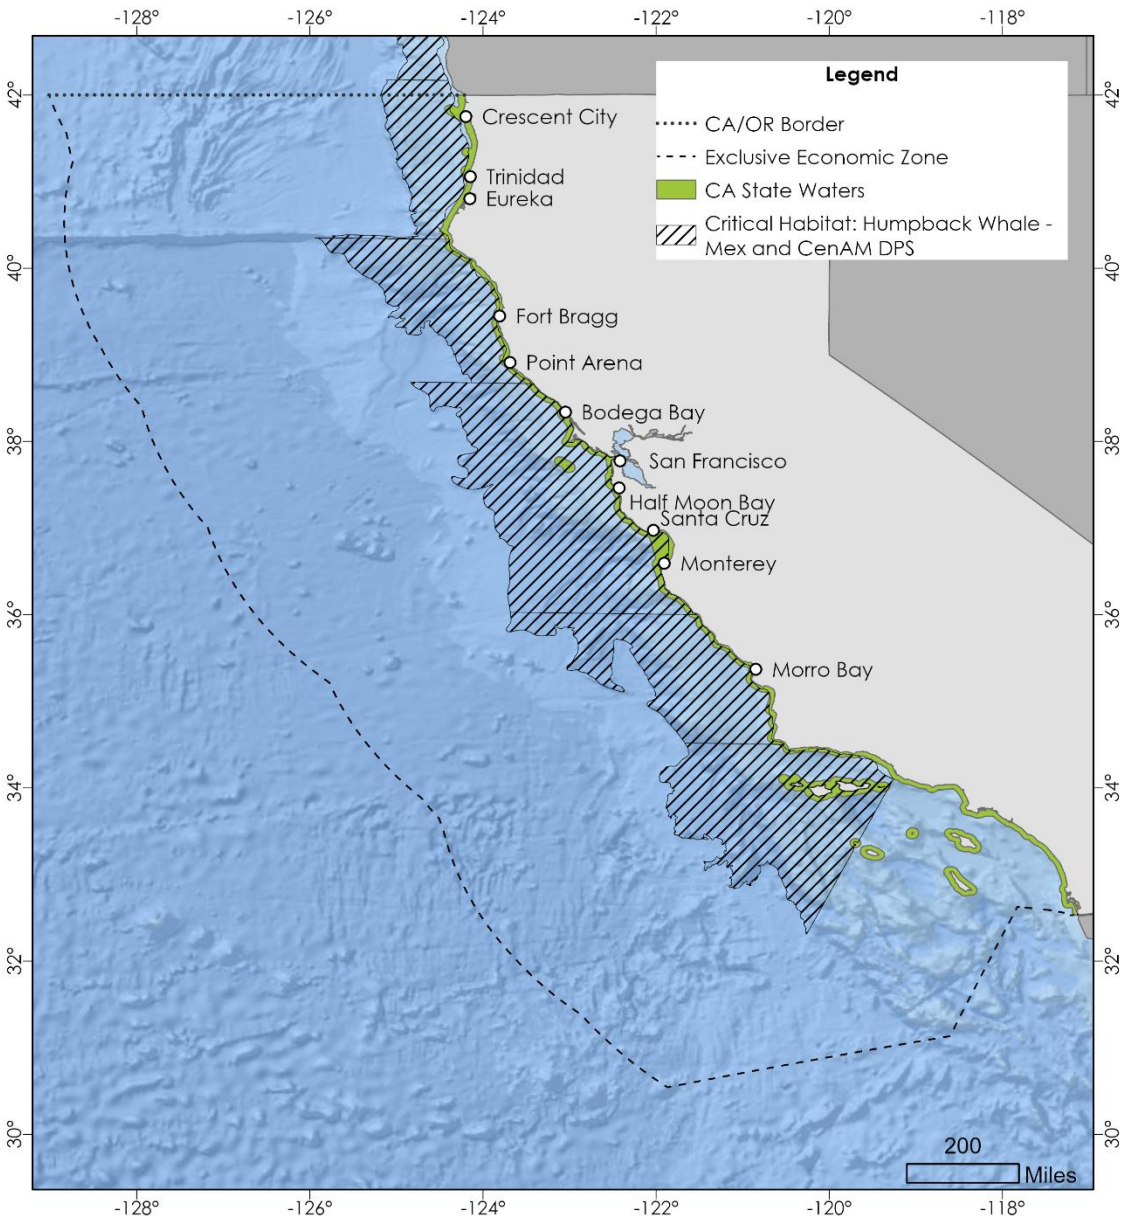 -128° -126° -124° -122° -120° -118°
Legend
42° 42°
CA/OR Border
Exclusive Economic Zone
CA State Waters
Critical Habitat: Humpback Whale -
Mex and CenAM DPS
Crescent City
Trinidad
Eureka
40° 40°
Fort Bragg
Point Arena
Bodega Bay
38° 38°
San Francisco
Half Moon Bay
Santa Cruz
Monterey
36° 36°
Morro Bay
34° 34°
32° 32°
30° 30°
200
Miles
-128° -126° -124° -122° -120° -118°